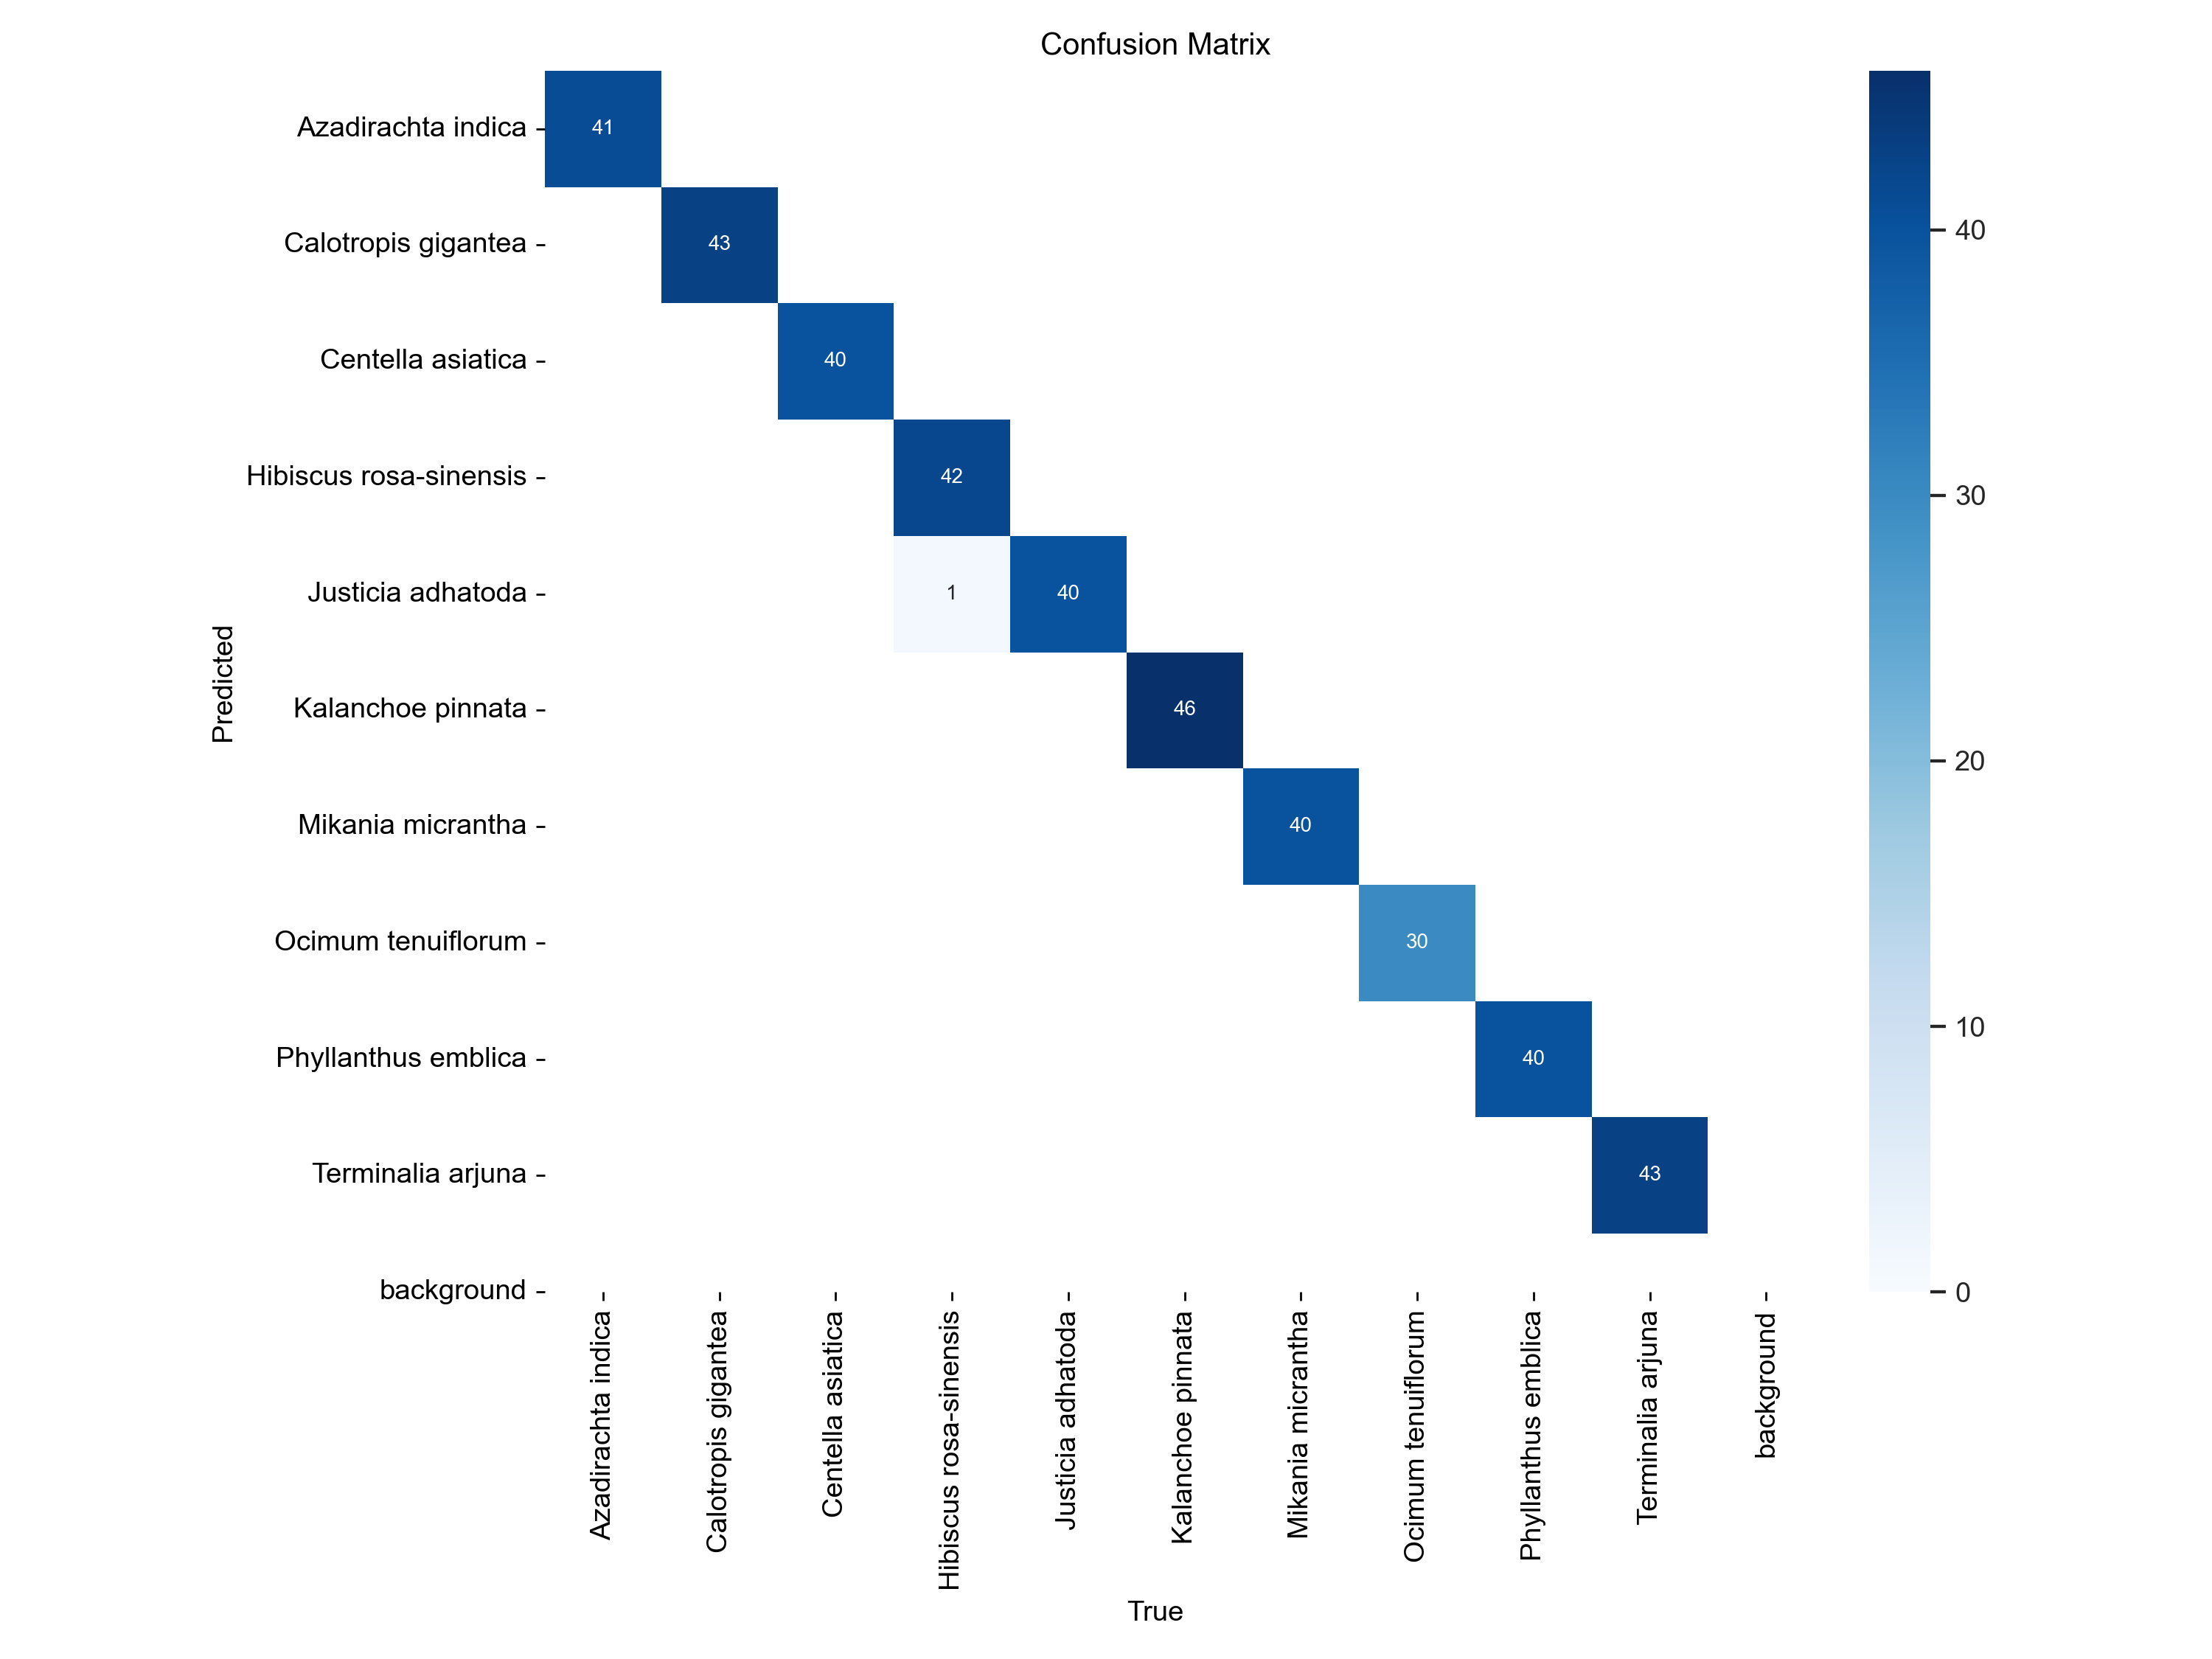 Confusion Matrix
Azadirachta indica
41
Calotropis gigantea
43
40
Centella asiatica
40
Hibiscus rosa-sinensis
42
30
Justicia adhatoda
1
40
Predicted
Kalanchoe pinnata
46
20
Mikania micrantha
40
Ocimum tenuiflorum
30
10
Phyllanthus emblica
40
Terminalia arjuna
43
background
0
Azadirachta indica
Calotropis gigantea
Centella asiatica
Hibiscus rosa-sinensis
Justicia adhatoda
Kalanchoe pinnata
Mikania micrantha
Ocimum tenuiflorum
Phyllanthus emblica
Terminalia arjuna
background
True